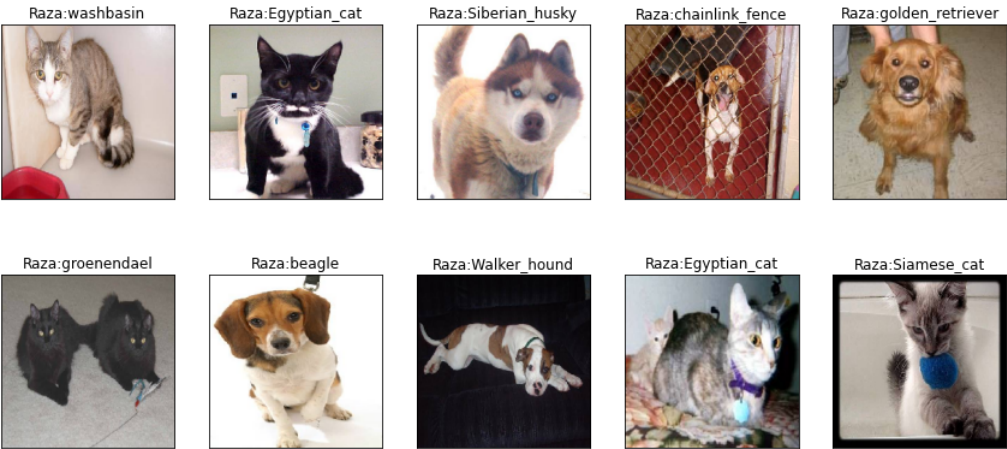 Raza:washbasin
Raza:Egyptian_cat
Raza:Siberian_husky
Raza:chainlink_fence
Raza:golden_retriever
Raza:groenendael
Raza:beagle
Raza:Walker_hound
Raza:Egyptian_cat
Raza:Siamese_cat